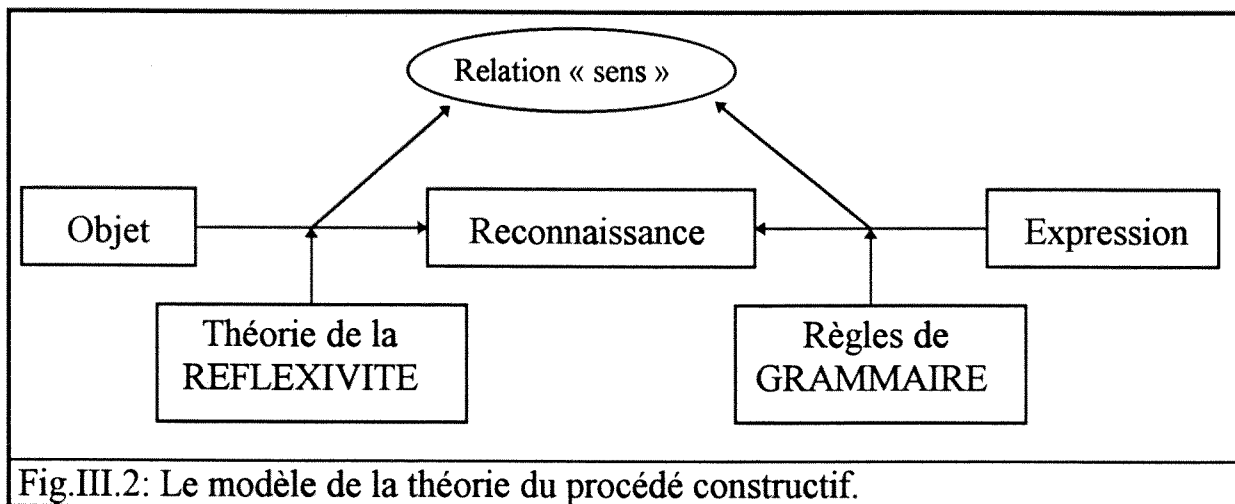 Relation « sens »
Objet
Reconnaissance
Expression
Théorie de la
REFLEXIVITE
Règles de
GRAMMAIRE
Fig.III.2: Le modèle de la théorie du procédé constructif.